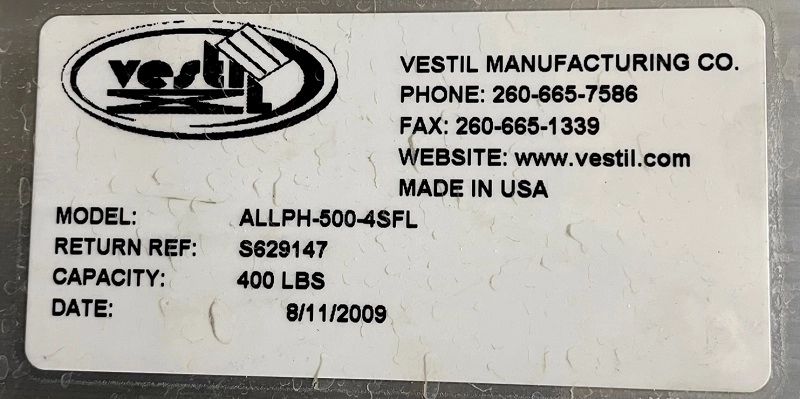 vestil
VESTIL MANUFACTURING CO.
PHONE: 260-665-7586
FAX: 260-665-1339
WEBSITE: www.vestil.com
MADE IN USA
MODEL: ALLPH-500-4SFL
RETURN REF: S629147
CAPACITY: 400 LBS
DATE: 8/11/2009